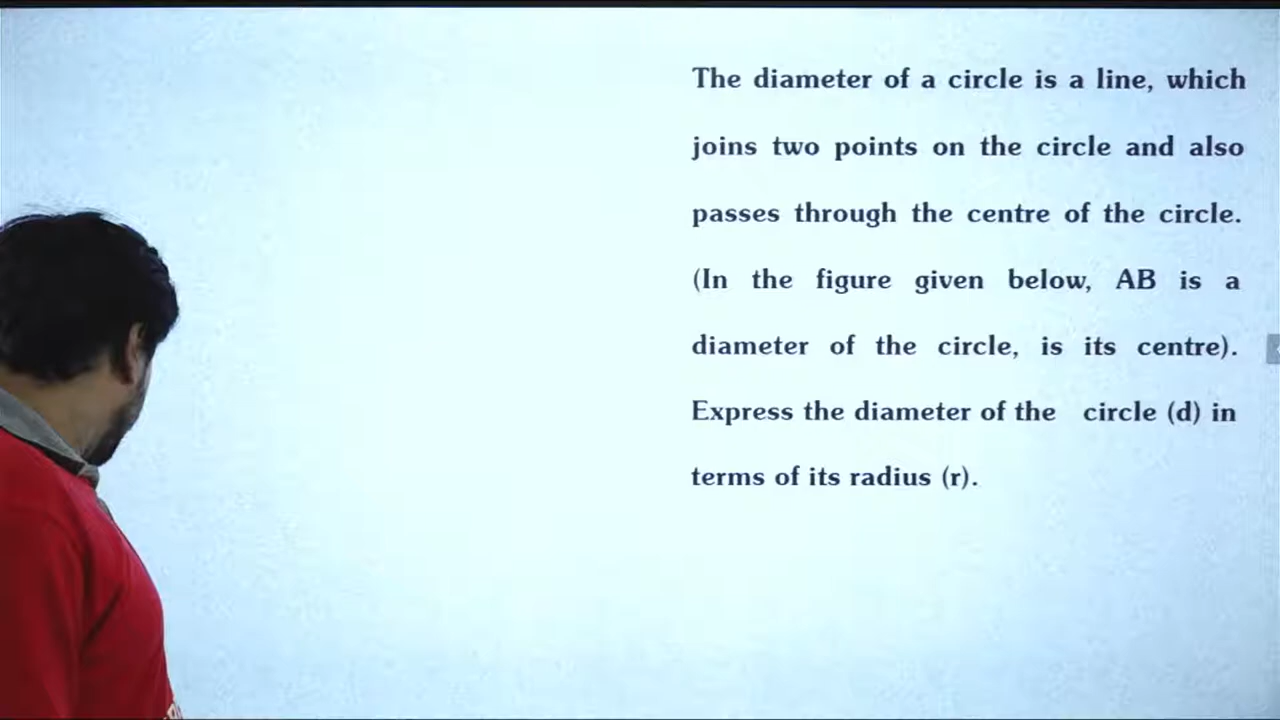 The diameter of a circle is a line, which
joins two points on the circle and also
passes through the centre of the circle.
(In the figure given below, AB is a
diameter of the circle, is its centre).
Express the diameter of the circle (d) in
terms of its radius (r).